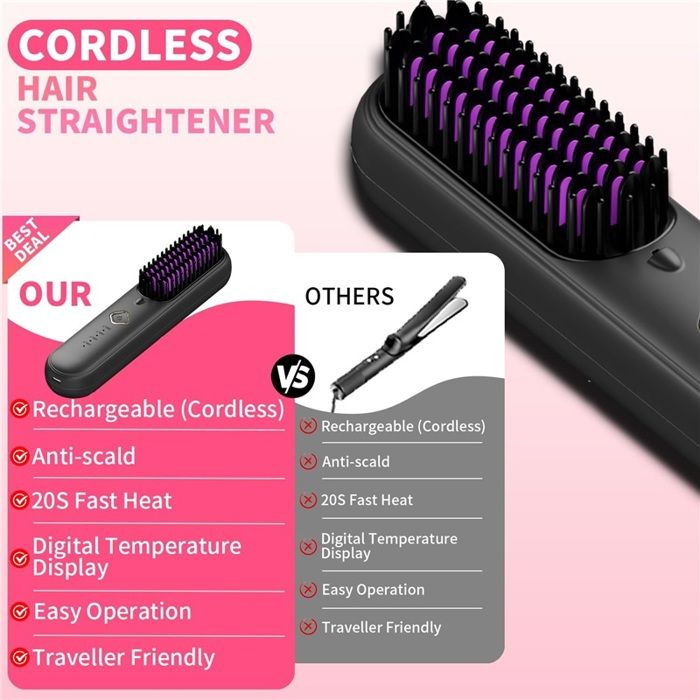 CORDLESS
HAIR
STRAIGHTENER
BEST
DEAL
OUR
Rechargeable (Cordless)
Anti-scald
20S Fast Heat
Digital Temperature
Display
Easy Operation
Traveller Friendly
VS
OTHERS
Rechargeable (Cordless)
Anti-scald
20S Fast Heat
Digital Temperature
Display
Easy Operation
Traveller Friendly